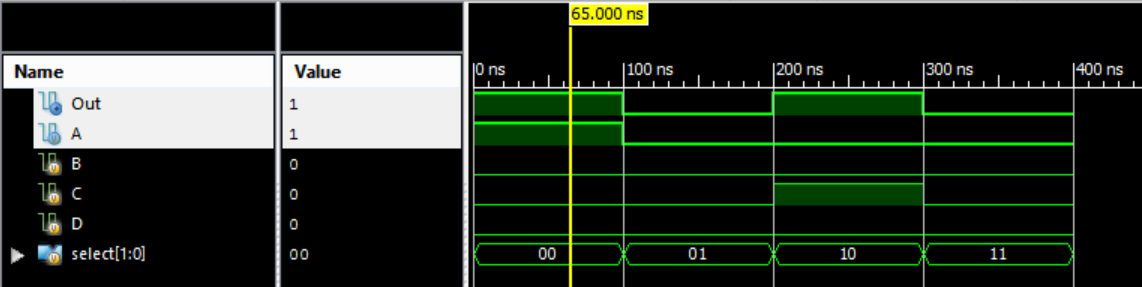 65.000 ns
Name Value 0 ns 100 ns 200 ns 300 ns 400 ns
Out 1
A 1
B 0
C 0
D 0
select[1:0] 00 00 01 10 11